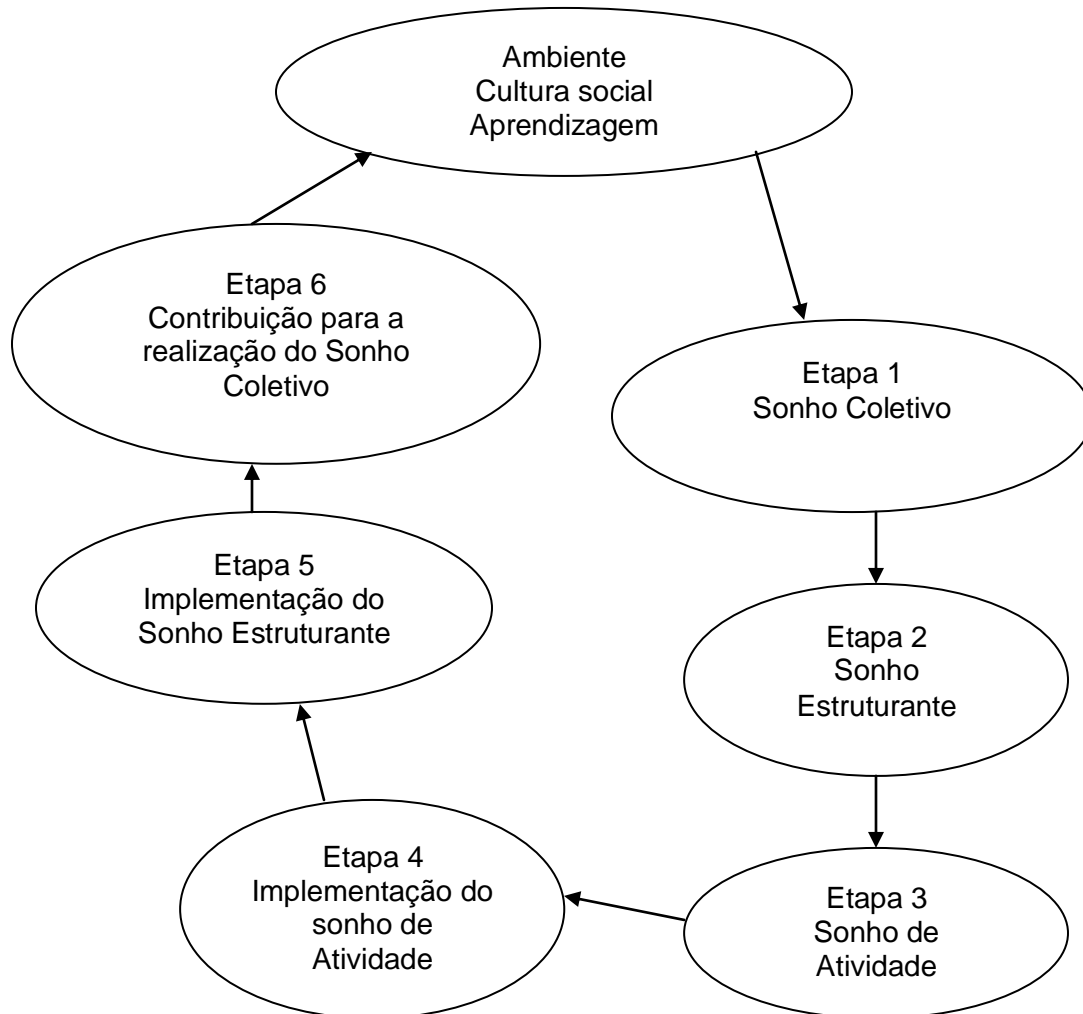 Ambiente
Cultura social
Aprendizagem
Etapa 1
Sonho Coletivo
Etapa 2
Sonho
Estruturante
Etapa 3
Sonho de
Atividade
Etapa 4
Implementação do
sonho de
Atividade
Etapa 5
Implementação do
Sonho Estruturante
Etapa 6
Contribuição para a
realização do Sonho
Coletivo